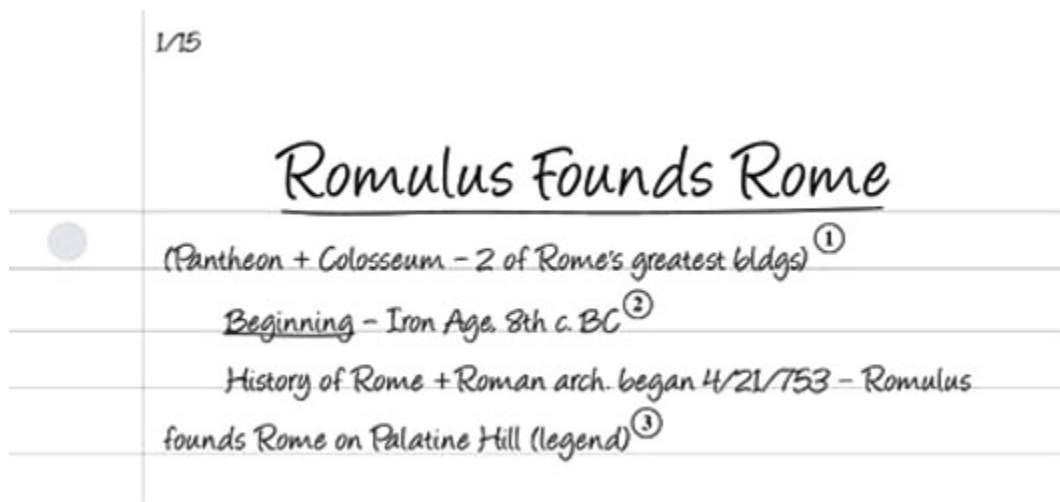 1/15
Romulus Founds Rome
(Pantheon + Colosseum - 2 of Rome's greatest bldgs) ①
Beginning - Iron Age, 8th c. BC ②
History of Rome + Roman arch. began 4/21/753 - Romulus
founds Rome on Palatine Hill (legend) ③